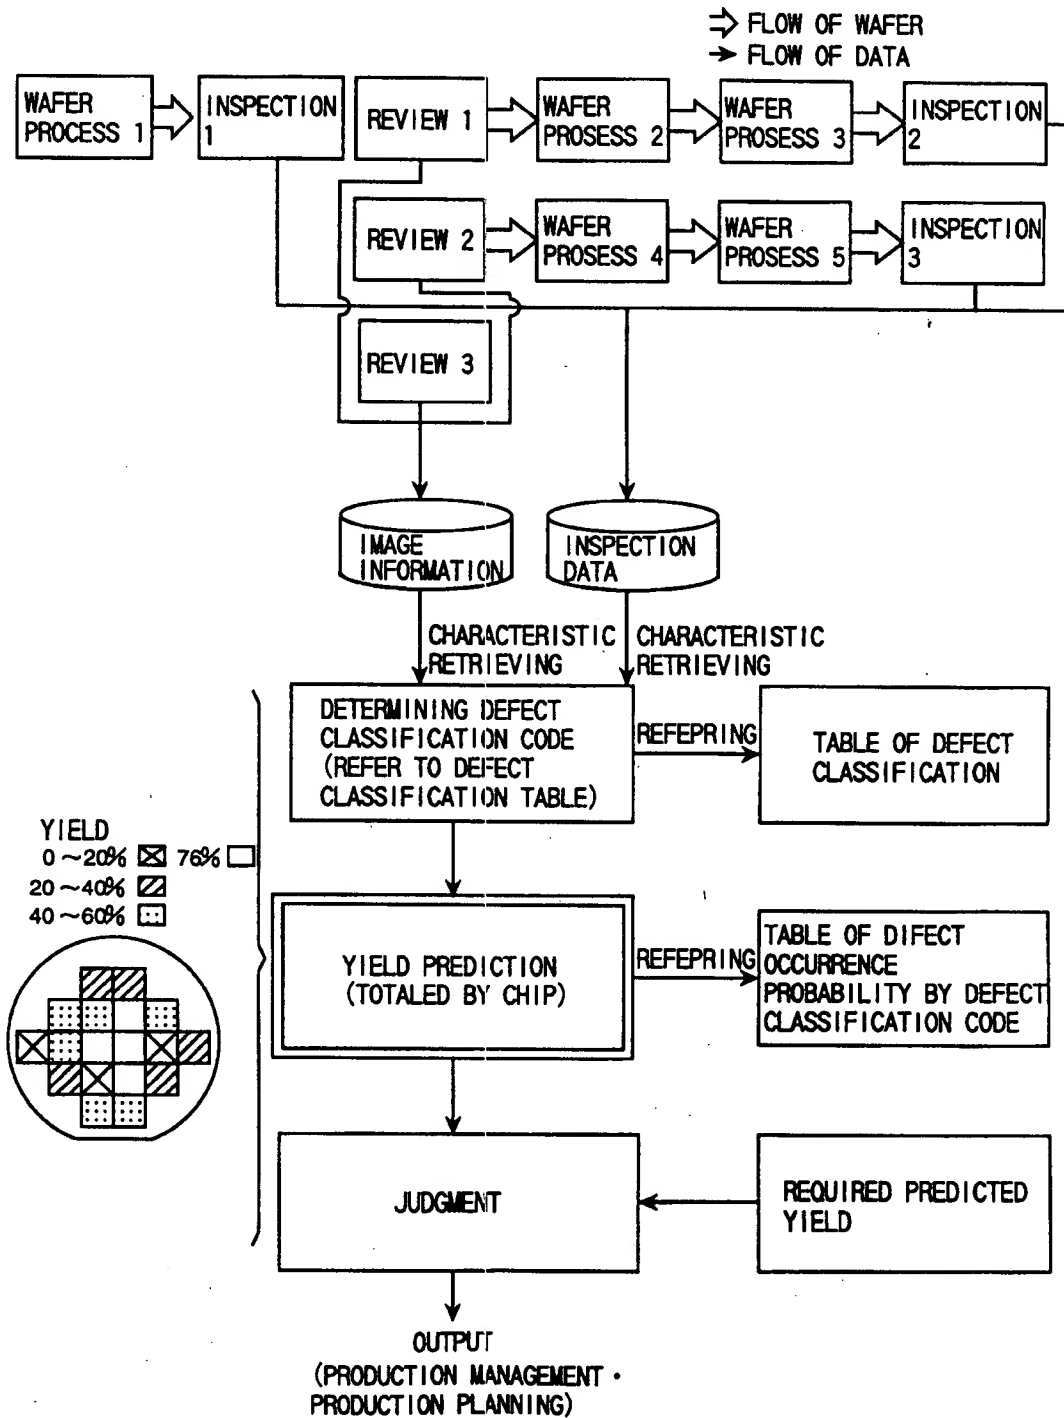 FLOW OF WAFER
FLOW OF DATA
WAFER
PROCESS 1
INSPECTION
1
REVIEW 1
WAFER
PROSESS 2
WAFER
PROSESS 3
INSPECTION
2
REVIEW 2
WAFER
PROSESS 4
WAFER
PROSESS 5
INSPECTION
3
REVIEW 3
IMAGE
INFORMATION
INSPECTION
DATA
CHARACTERISTIC
RETRIEVING
CHARACTERISTIC
RETRIEVING
DETERMINING DEFECT
CLASSIFICATION CODE
(REFER TO DEFECT
CLASSIFICATION TABLE)
REFEPRING
TABLE OF DEFECT
CLASSIFICATION
YIELD
0~20% 76%
20~40%
40~60%
YIELD PREDICTION
(TOTALED BY CHIP)
REFEPRING
TABLE OF DIFECT
OCCURRENCE
PROBABILITY BY DEFECT
CLASSIFICATION CODE
JUDGMENT
REQUIRED PREDICTED
YIELD
OUTPUT
(PRODUCTION MANAGEMENT・
PRODUCTION PLANNING)